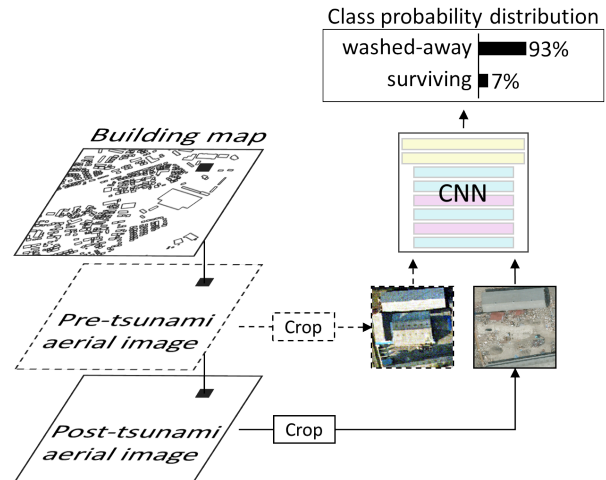 Class probability distribution
washed-away 93%
surviving 7%
Building map
CNN
Pre-tsunami
aerial image
Crop
Post-tsunami
aerial image
Crop